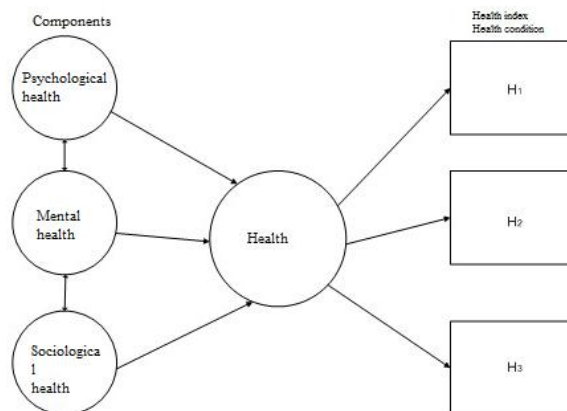 Components
Health index
Health condition
Psychological
health
H1
Mental
health
Health
H2
Sociologica
l
health
H3